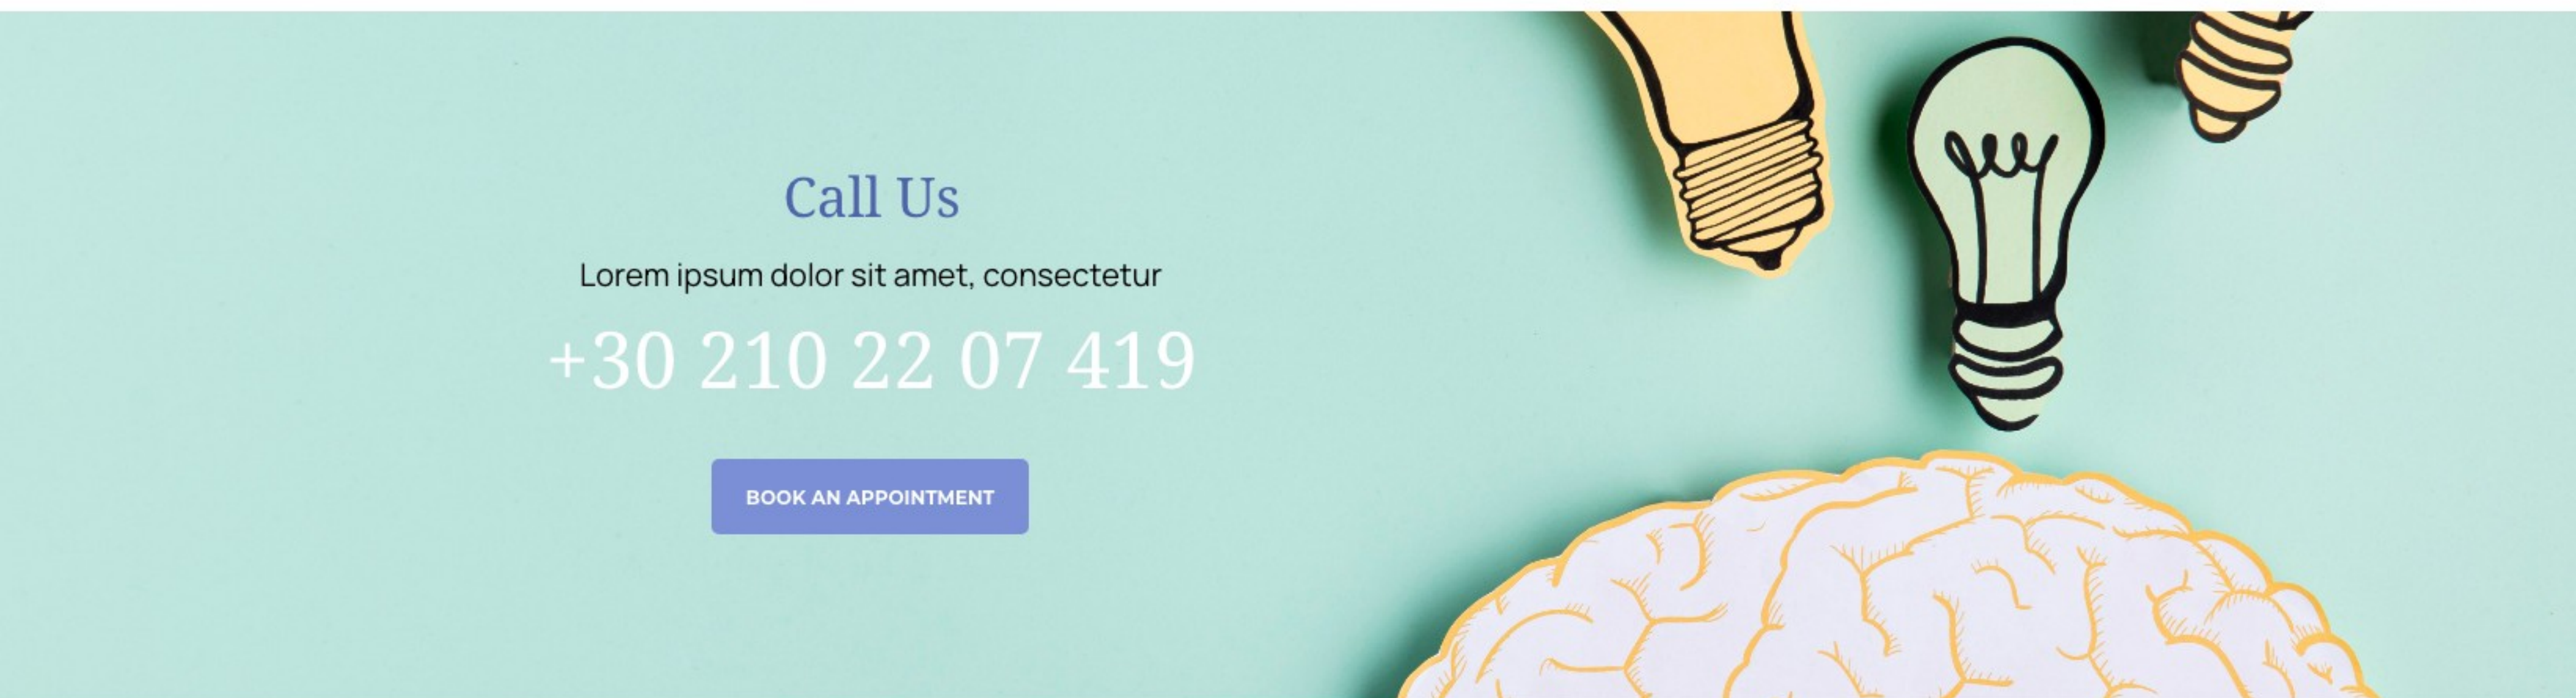 Call Us
Lorem ipsum dolor sit amet, consectetur
+30 210 22 07 419
BOOK AN APPOINTMENT